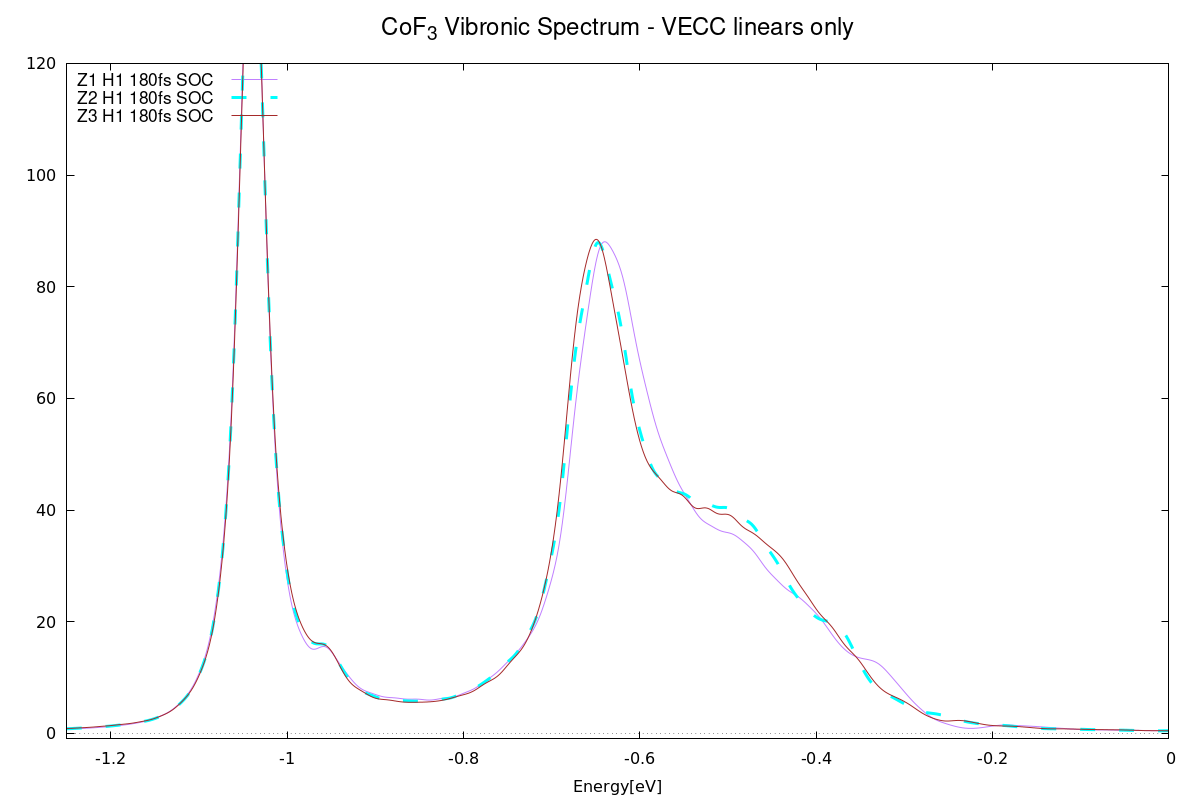 CoF3 Vibronic Spectrum - VECC linears only
120
Z1 H1 180fs SOC
Z2 H1 180fs SOC
Z3 H1 180fs SOC
100
80
60
40
20
0
-1.2 -1 -0.8 -0.6 -0.4 -0.2 0
Energy[eV]